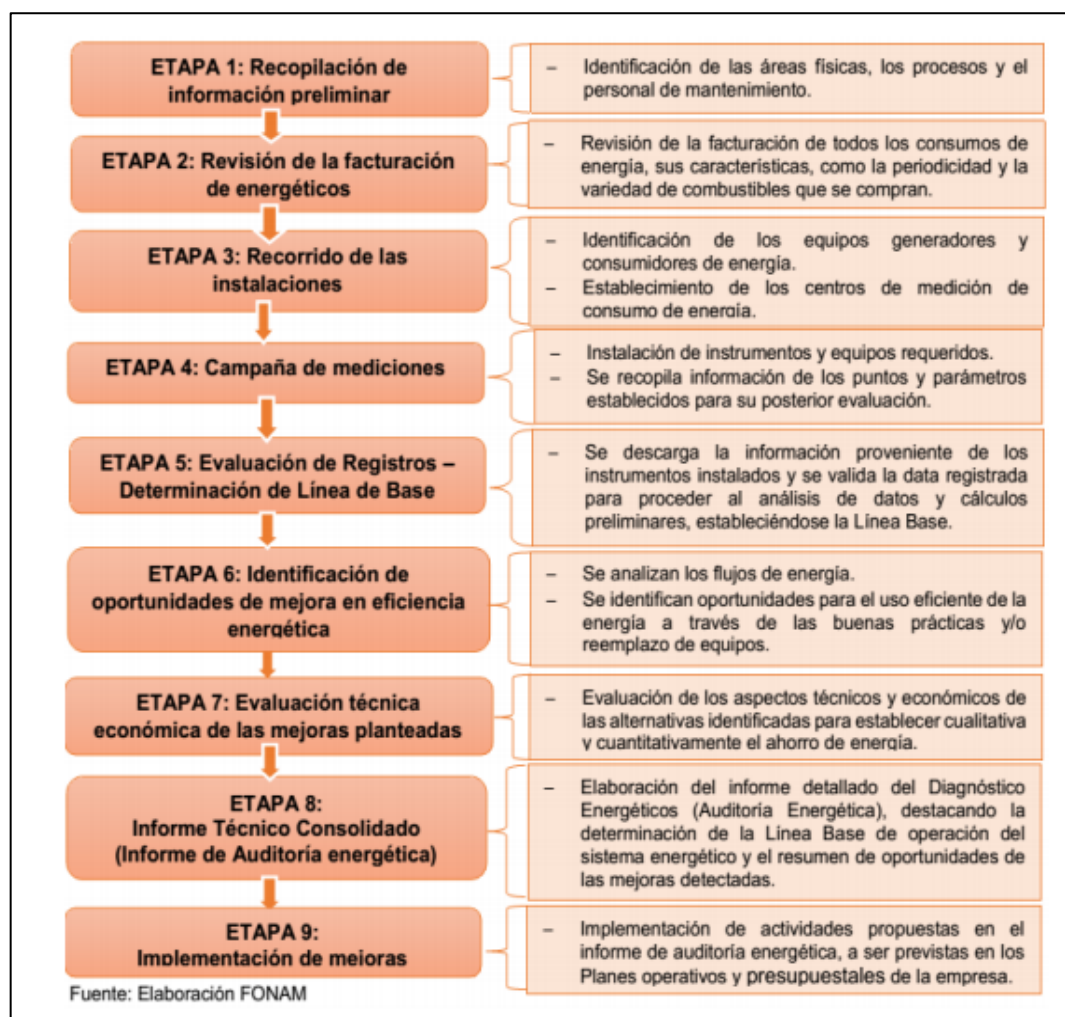 ETAPA 1: Recopilación de
información preliminar
– Identificación de las áreas físicas, los procesos y el
personal de mantenimiento.
ETAPA 2: Revisión de la facturación
de energéticos
– Revisión de la facturación de todos los consumos de
energía, sus características, como la periodicidad y la
variedad de combustibles que se compran.
ETAPA 3: Recorrido de las
instalaciones
– Identificación de los equipos generadores y
consumidores de energía.
– Establecimiento de los centros de medición de
consumo de energía.
ETAPA 4: Campaña de mediciones
– Instalación de instrumentos y equipos requeridos.
– Se recopila información de los puntos y parámetros
establecidos para su posterior evaluación.
ETAPA 5: Evaluación de Registros –
Determinación de Línea de Base
– Se descarga la información proveniente de los
instrumentos instalados y se valida la data registrada
para proceder al análisis de datos y cálculos
preliminares, estableciéndose la Línea Base.
ETAPA 6: Identificación de
oportunidades de mejora en eficiencia
energética
– Se analizan los flujos de energía.
– Se identifican oportunidades para el uso eficiente de la
energía a través de las buenas prácticas y/o
reemplazo de equipos.
ETAPA 7: Evaluación técnica
económica de las mejoras planteadas
– Evaluación de los aspectos técnicos y económicos de
las alternativas identificadas para establecer cualitativa
y cuantitativamente el ahorro de energía.
ETAPA 8:
Informe Técnico Consolidado
(Informe de Auditoría energética)
– Elaboración del informe detallado del Diagnóstico
Energéticos (Auditoría Energética), destacando la
determinación de la Línea Base de operación del
sistema energético y el resumen de oportunidades de
las mejoras detectadas.
ETAPA 9:
Implementación de mejoras
– Implementación de actividades propuestas en el
informe de auditoría energética, a ser previstas en los
Planes operativos y presupuestales de la empresa.
Fuente: Elaboración FONAM